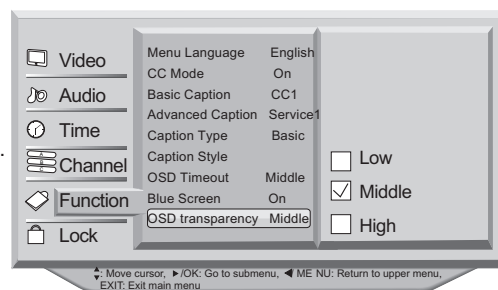 Video
Audio
Time
Channel
Function
Lock
Menu Language English
CC Mode On
Basic Caption CC1
Advanced Caption Service1
Caption Type Basic
Caption Style
OSD Timeout Middle
Blue Screen On
OSD transparency Middle
Low
Middle
High
: Move cursor, ▶/OK: Go to submenu, ◀ ME NU: Return to upper menu,
EXIT: Exit main menu